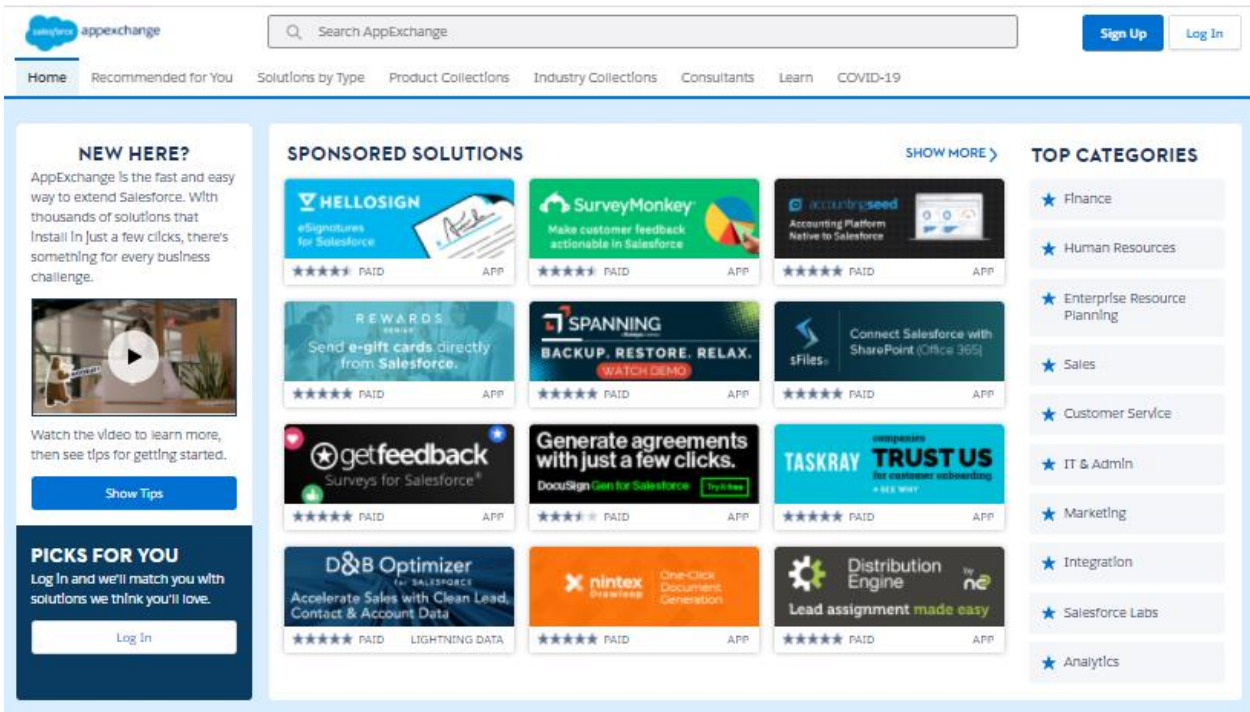 salesforce appexchange
Search AppExchange
Sign Up
Log In
Home Recommended for You Solutions by Type Product Collections Industry Collections Consultants Learn COVID-19
NEW HERE?
AppExchange is the fast and easy
way to extend Salesforce. With
thousands of solutions that
install in just a few clicks, there's
something for every business
challenge.
Watch the video to learn more,
then see tips for getting started.
Show Tips
PICKS FOR YOU
Log in and we'll match you with
solutions we think you'll love.
Log In
SPONSORED SOLUTIONS
SHOW MORE
HELLOSIGN
eSignatures
for Salesforce
PAID APP
SurveyMonkey
Make customer feedback
actionable in Salesforce
PAID APP
accountingseed
Accounting Platform
Native to Salesforce
PAID APP
REWARDS
GENIUS
Send e-gift cards directly
from Salesforce.
PAID APP
SPANNING
BACKUP. RESTORE. RELAX.
WATCH DEMO
PAID APP
sFiles
Connect Salesforce with
SharePoint (Office 365)
PAID APP
getfeedback
Surveys for Salesforce®
PAID APP
Generate agreements
with just a few clicks.
DocuSign Gen for Salesforce Try it free
PAID APP
TASKRAY
companies
TRUST US
for customer onboarding
SEE WHY
PAID APP
D&B Optimizer
for SALESFORCE
Accelerate Sales with Clean Lead,
Contact & Account Data
PAID LIGHTNING DATA
nintex
Drawloop
One-Click
Document
Generation
PAID APP
Distribution
Engine
by nc
Lead assignment made easy
PAID APP
TOP CATEGORIES
Finance
Human Resources
Enterprise Resource
Planning
Sales
Customer Service
IT & Admin
Marketing
Integration
Salesforce Labs
Analytics